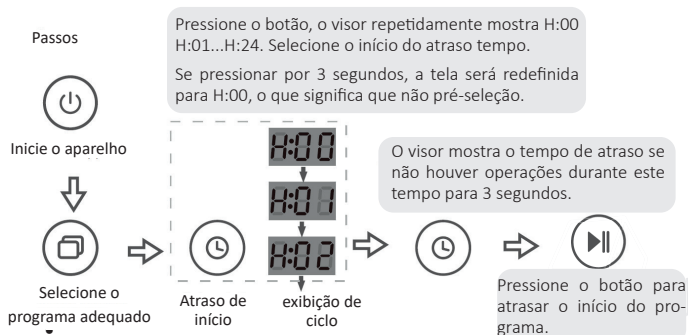 Passos
Pressione o botão, o visor repetidamente mostra H:00
H:01...H:24. Selecione o início do atraso tempo.
Se pressionar por 3 segundos, a tela será redefinida
para H:00, o que significa que não pré-seleção.
Inicie o aparelho
H:00
H:01
H:02
O visor mostra o tempo de atraso se
não houver operações durante este
tempo para 3 segundos.
Selecione o
programa adequado
Atraso de
início
exibição de
ciclo
Pressione o botão para
atrasar o início do pro-
grama.